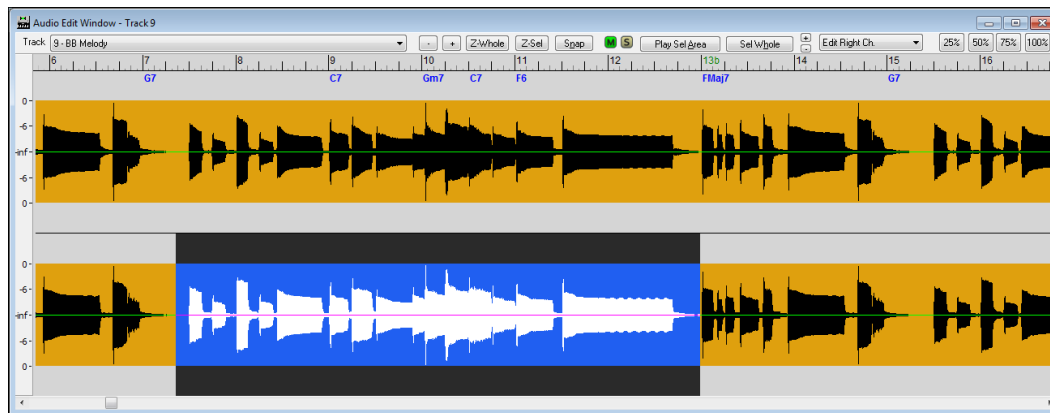 Audio Edit Window - Track 9
Track 9 - BB Melody - + Z-Whole Z-Sel Snap M S Play Sel Area Sel Whole + - Edit Right Ch. 25% 50% 75% 100%
6 7 8 9 10 11 12 13b 14 15 16
G7 C7 Gm7 C7 F6 FMaj7 G7
0-
-6-
-inf-
-6-
0-
0-
-6-
-inf-
-6-
0-